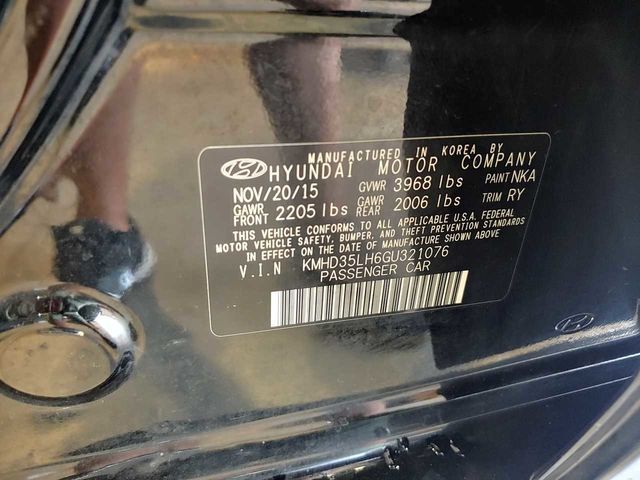 MANUFACTURED IN KOREA BY
HYUNDAI MOTOR COMPANY
NOV/20/15 GVWR 3968 lbs PAINT NKA
GAWR FRONT 2205 lbs GAWR REAR 2006 lbs TRIM RY
THIS VEHICLE CONFORMS TO ALL APPLICABLE U.S.A. FEDERAL
MOTOR VEHICLE SAFETY, BUMPER, AND THEFT PREVENTION STANDARDS
IN EFFECT ON THE DATE OF MANUFACTURE SHOWN ABOVE
V.I.N KMHD35LH6GU321076
PASSENGER CAR